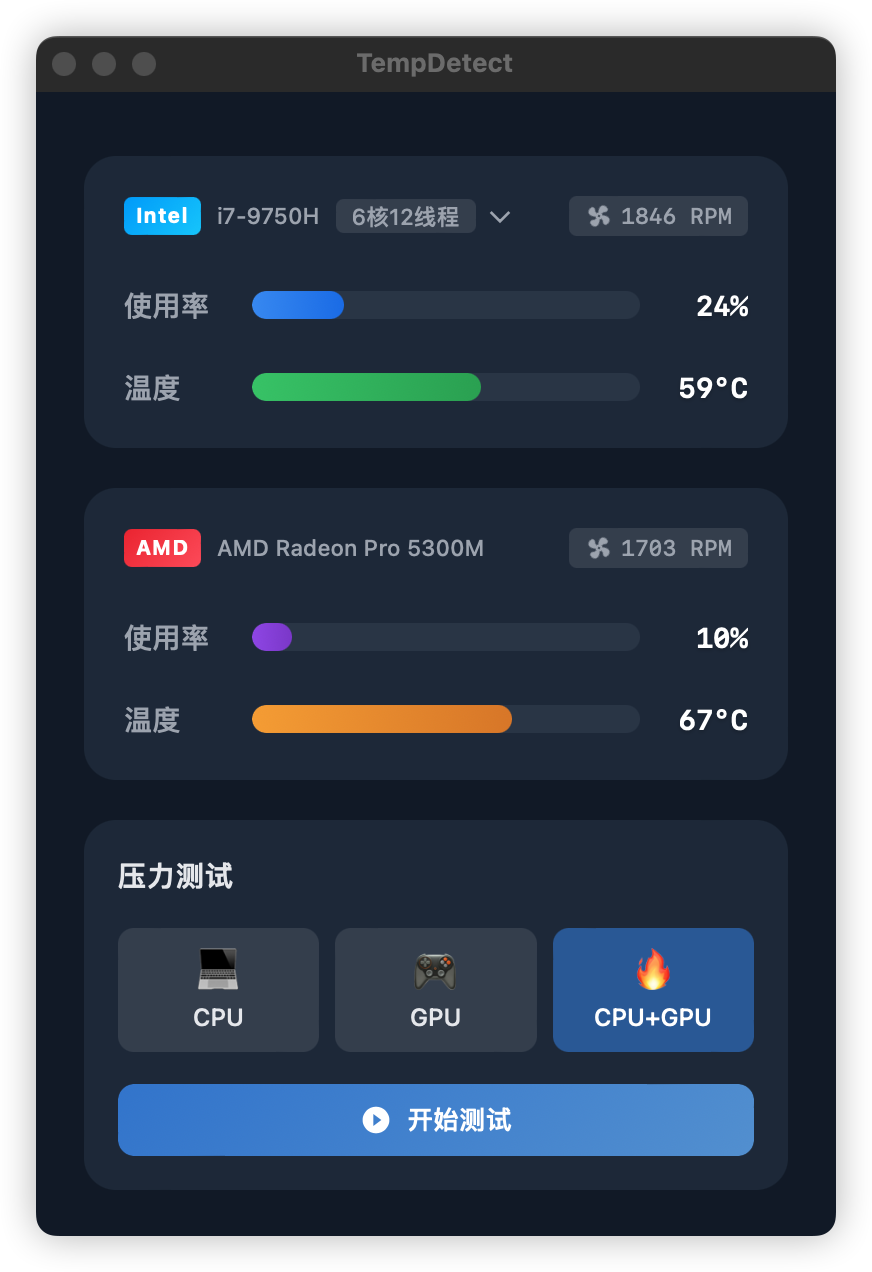 TempDetect
Intel i7-9750H 6核12线程 1846 RPM
使用率 24%
温度 59°C
AMD AMD Radeon Pro 5300M 1703 RPM
使用率 10%
温度 67°C
压力测试
CPU GPU CPU+GPU
开始测试